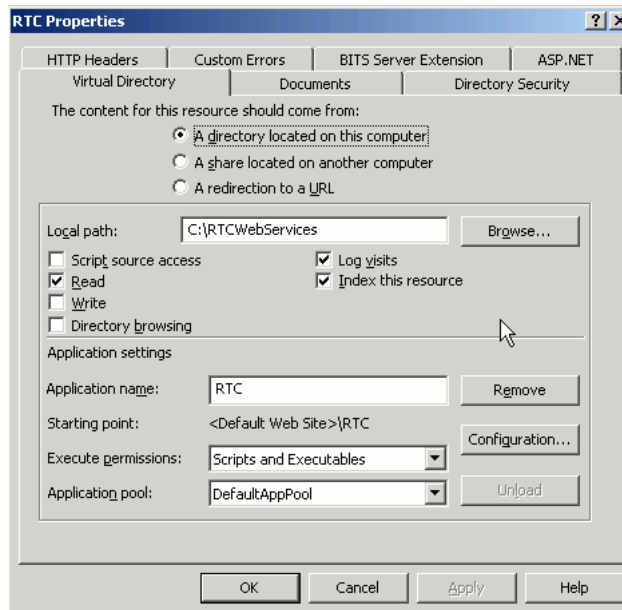 RTC Properties
HTTP Headers Custom Errors BITS Server Extension ASP.NET
Virtual Directory Documents Directory Security
The content for this resource should come from:
A directory located on this computer
A share located on another computer
A redirection to a URL
Local path: C:\RTCWebServices Browse...
Script source access Log visits
Read Index this resource
Write
Directory browsing
Application settings
Application name: RTC Remove
Starting point: <Default Web Site>\RTC
Configuration...
Execute permissions: Scripts and Executables
Application pool: DefaultAppPool Unload
OK Cancel Apply Help